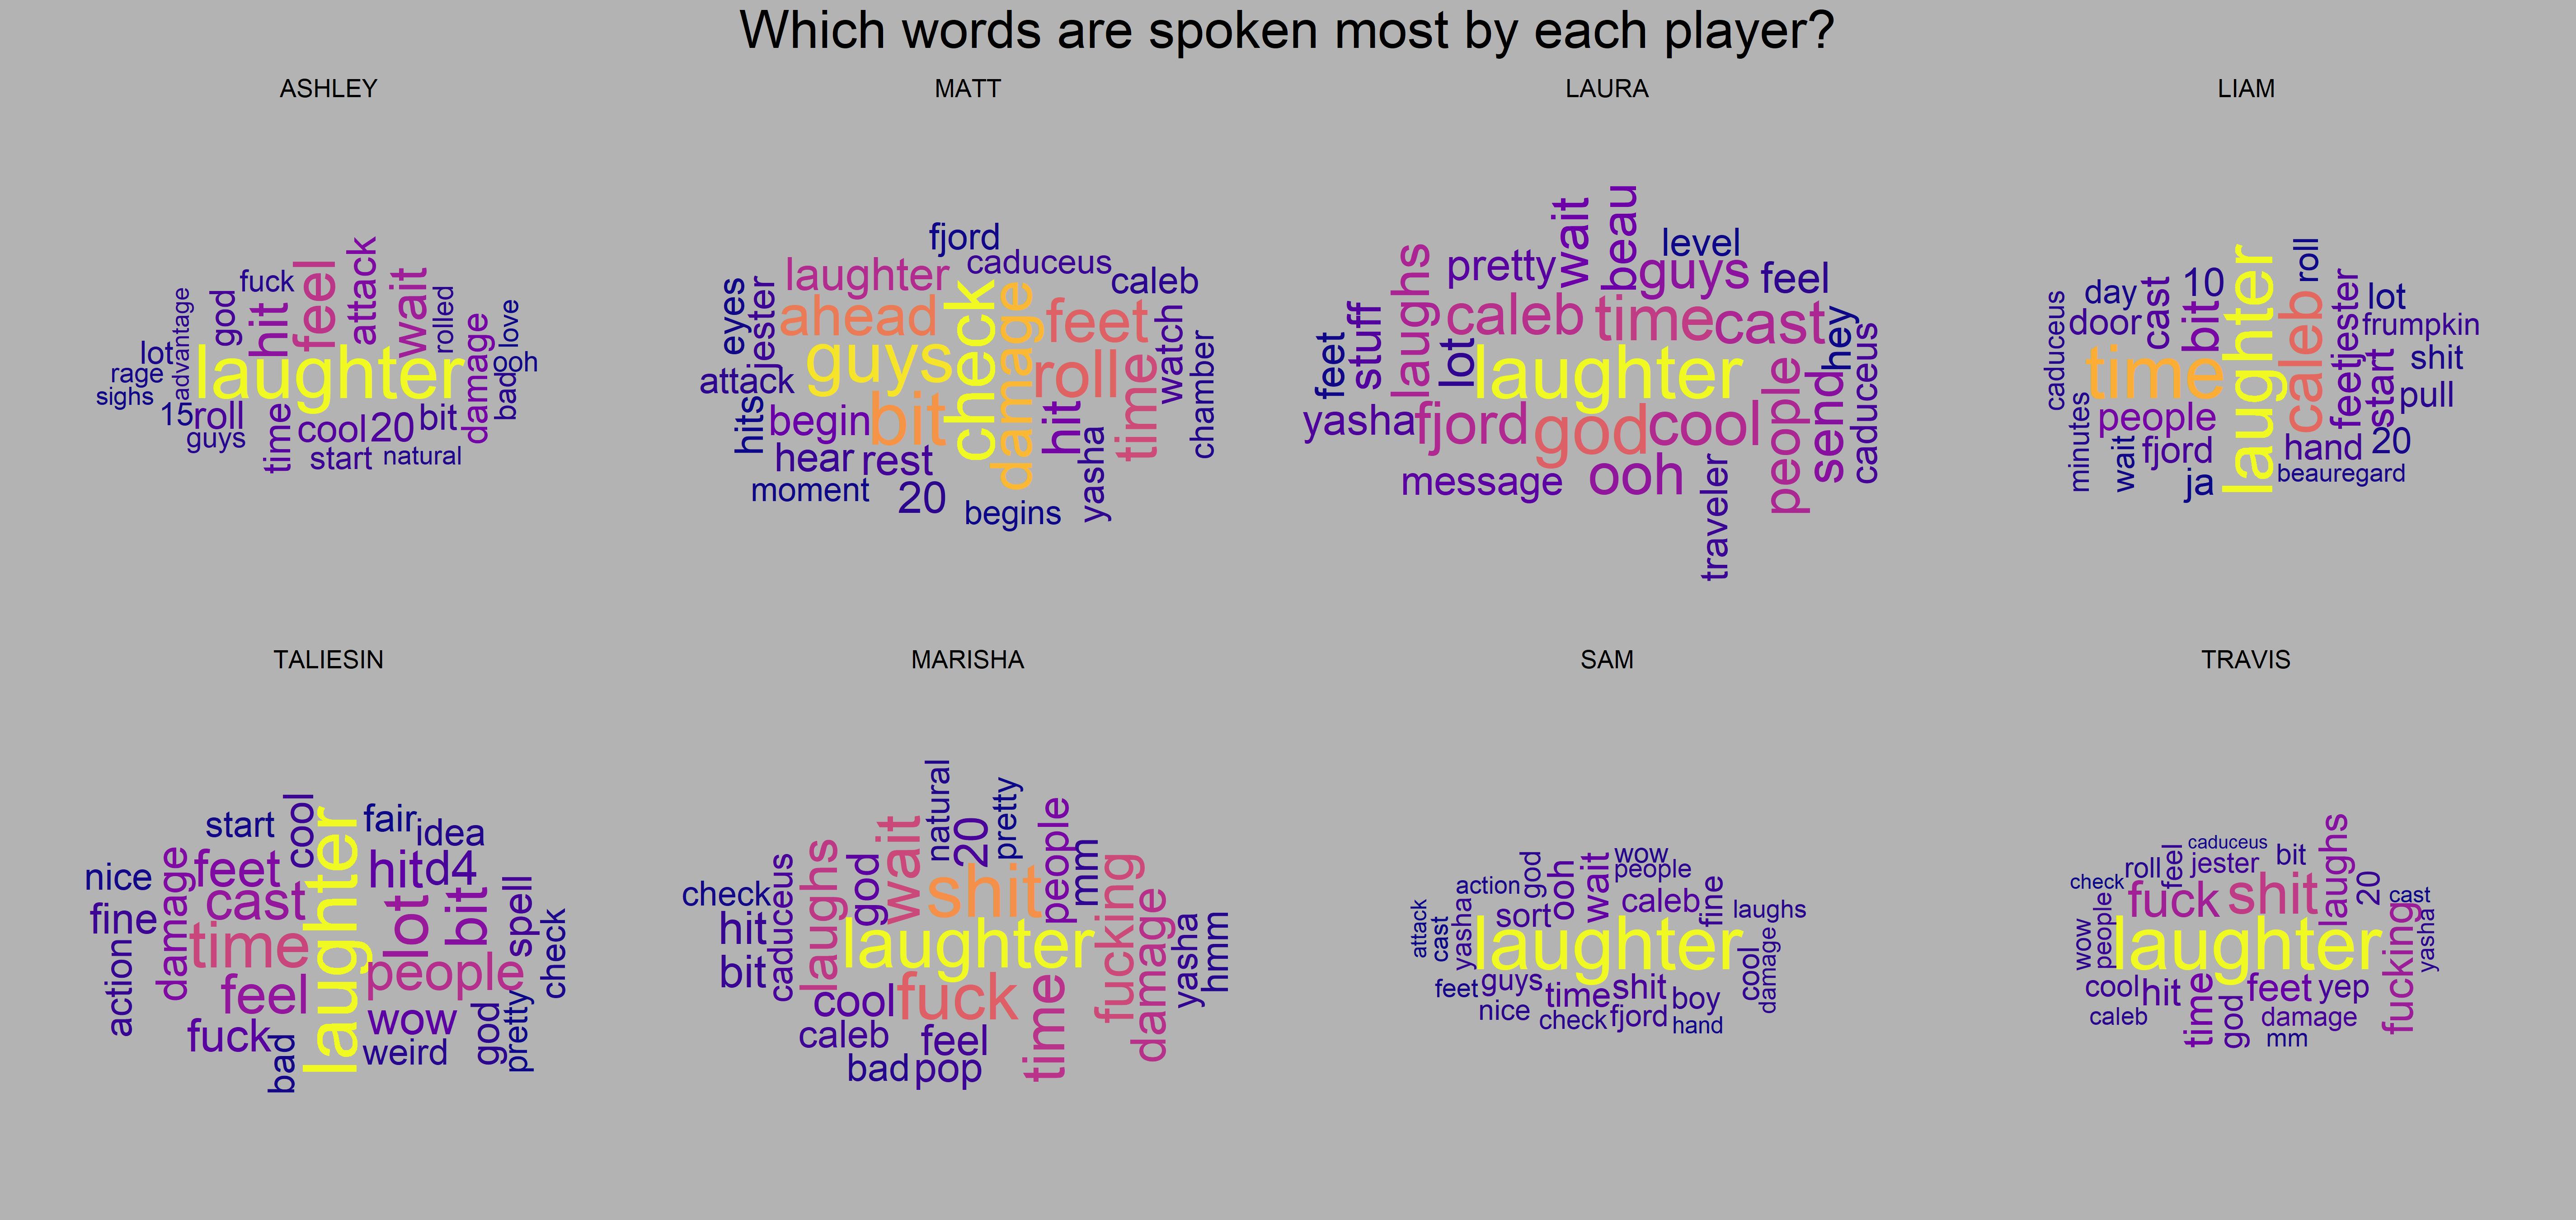 Which words are spoken most by each player?
ASHLEY
attack
fuck
feel
wait
god
hit
rolled
love
advantage
lot
laughter
damage
ooh
rage
sighs
bad
15
roll
time
cool
20
bit
guys
start
natural
MATT
fjord
caduceus
laughter
caleb
eyes
jester
ahead
check
damage
feet
watch
guys
rolle
attack
chamber
hits
begin
bit
hit
time
hear
rest
yasha
moment
20
begins
LAURA
wait
beau
level
laughs
pretty
guys
feel
stuff
caleb
time
cast
hey
feet
lot
laughter
caduceus
people
send
yasha
fjord
god
cool
message
ooh
traveler
LIAM
roll
day
cast
10
laughter
caduceus
door
bit
caleb
jester
lot
frumpkin
time
feet
start
shit
pull
minutes
people
wait
fjord
hand
20
ja
beauregard
TALIESIN
cool
start
laughter
fair
idea
nice
damage
feet
hit
d4
fine
cast
lot
bit
spell
action
time
people
check
feel
god
pretty
fuck
wow
bad
weird
MARISHA
natural
pretty
wait
20
people
laughs
god
shit
mm
check
caduceus
fucking
hit
laughter
damage
yasha
hmm
bit
cool
fuck
time
caleb
feel
bad
pop
SAM
wow
god
ooh
wait
people
action
fine
attack
cast
yasha
sort
caleb
laughs
laughter
cool
damage
feet
guys
time
shit
boy
nice
check
fjord
hand
TRAVIS
caduceus
laughs
roll
feel
jester
bit
check
20
fuck
shit
cast
wow
people
laughter
fucking
yasha
cool
hit
time
god
feet
yep
caleb
damage
mm